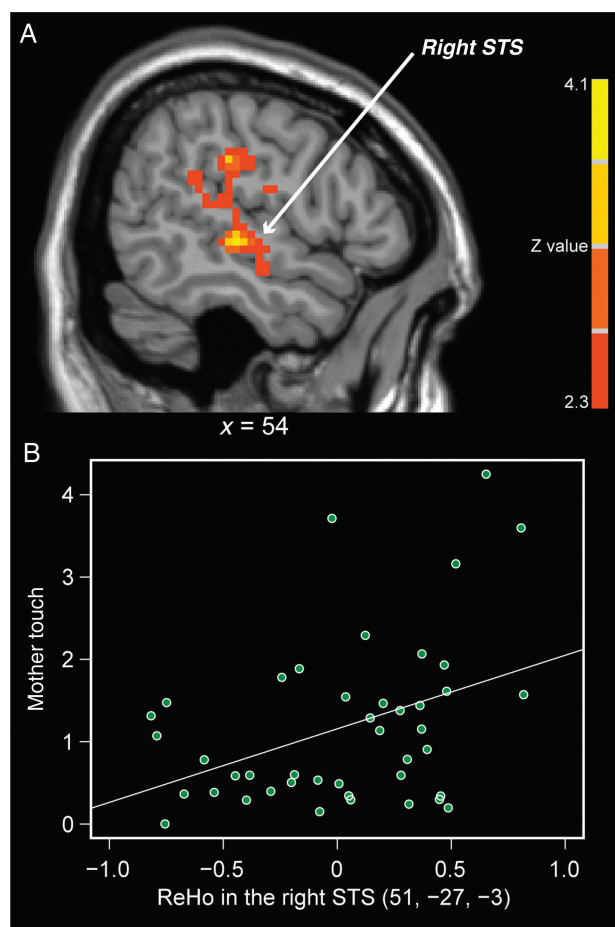 A
Right STS
4.1
Z value
2.3
x = 54
B
Mother touch
4
3
2
1
0
−1.0 −0.5 0 0.5 1.0
ReHo in the right STS (51, −27, −3)